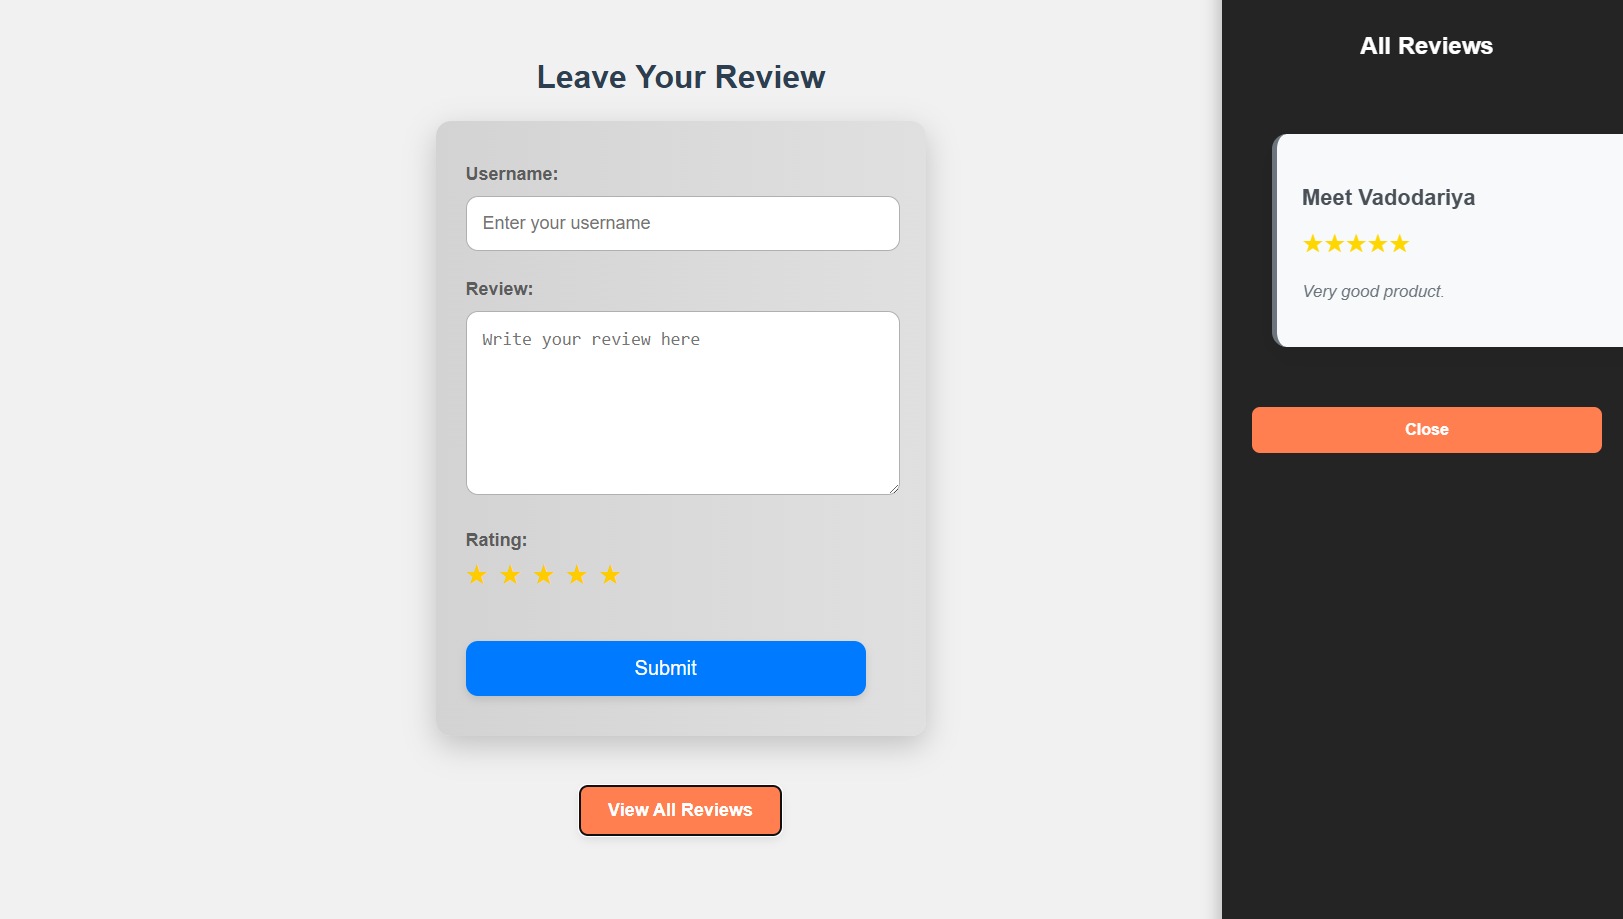 Leave Your Review
Username:
Enter your username
Review:
Write your review here
Rating:
★ ★ ★ ★ ★
Submit
View All Reviews
All Reviews
Meet Vadodariya
★★★★★
Very good product.
Close